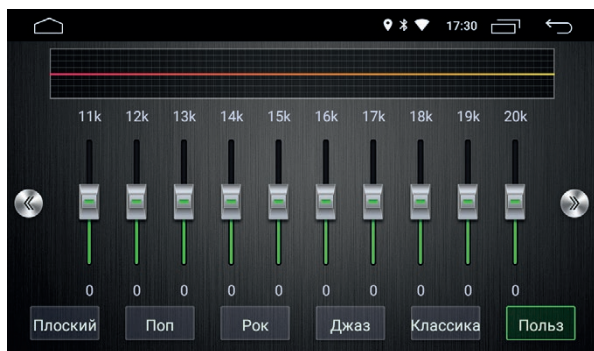 17:30
11k 12k 13k 14k 15k 16k 17k 18k 19k 20k
0 0 0 0 0 0 0 0 0 0
Плоский Поп Рок Джаз Классика Польз